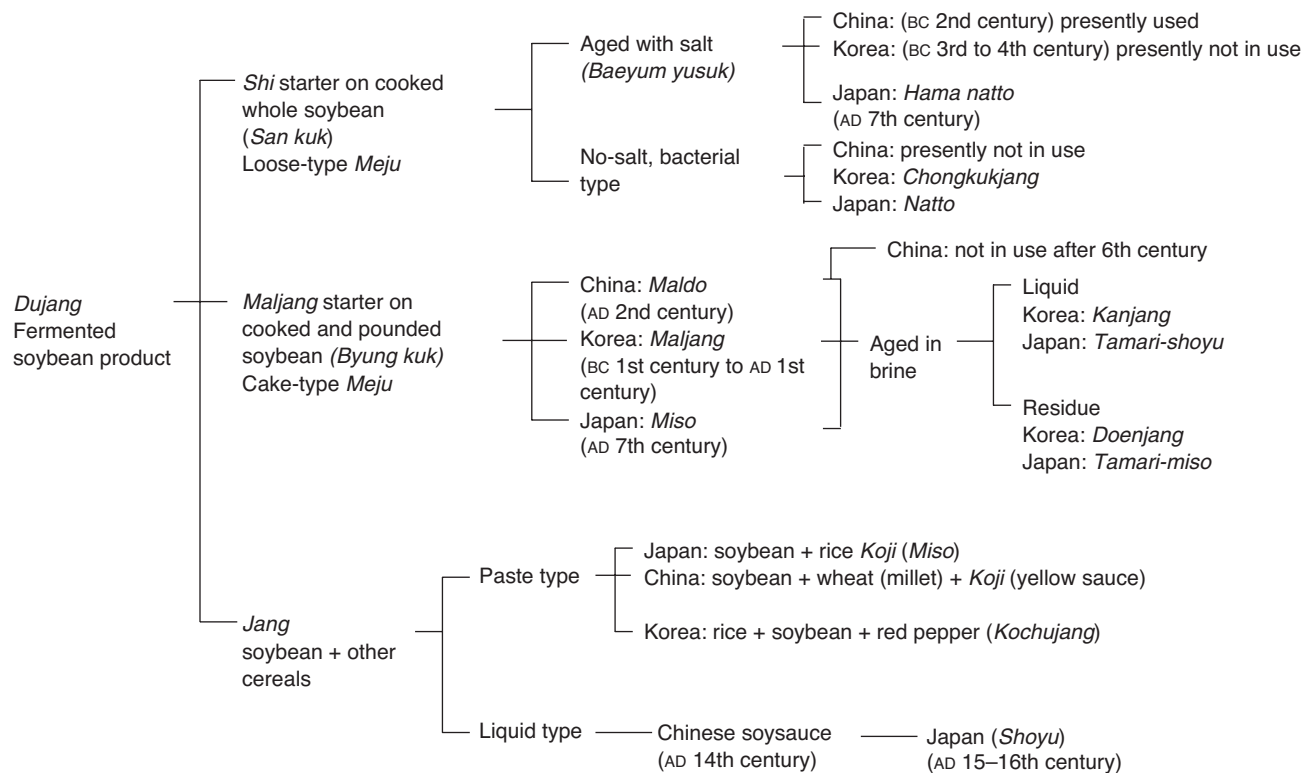 Dujang
Fermented
soybean product
Shi starter on cooked
whole soybean
(San kuk)
Loose-type Meju
Aged with salt
(Baeyum yusuk)
China: (BC 2nd century) presently used
Korea: (BC 3rd to 4th century) presently not in use
Japan: Hama natto
(AD 7th century)
No-salt, bacterial
type
China: presently not in use
Korea: Chongkukjang
Japan: Natto
Maljang starter on
cooked and pounded
soybean (Byung kuk)
Cake-type Meju
China: Maldo
(AD 2nd century)
Korea: Maljang
(BC 1st century to AD 1st
century)
Japan: Miso
(AD 7th century)
China: not in use after 6th century
Aged in
brine
Liquid
Korea: Kanjang
Japan: Tamari-shoyu
Residue
Korea: Doenjang
Japan: Tamari-miso
Jang
soybean + other
cereals
Paste type
Japan: soybean + rice Koji (Miso)
China: soybean + wheat (millet) + Koji (yellow sauce)
Korea: rice + soybean + red pepper (Kochujang)
Liquid type
Chinese soysauce
(AD 14th century)
Japan (Shoyu)
(AD 15–16th century)